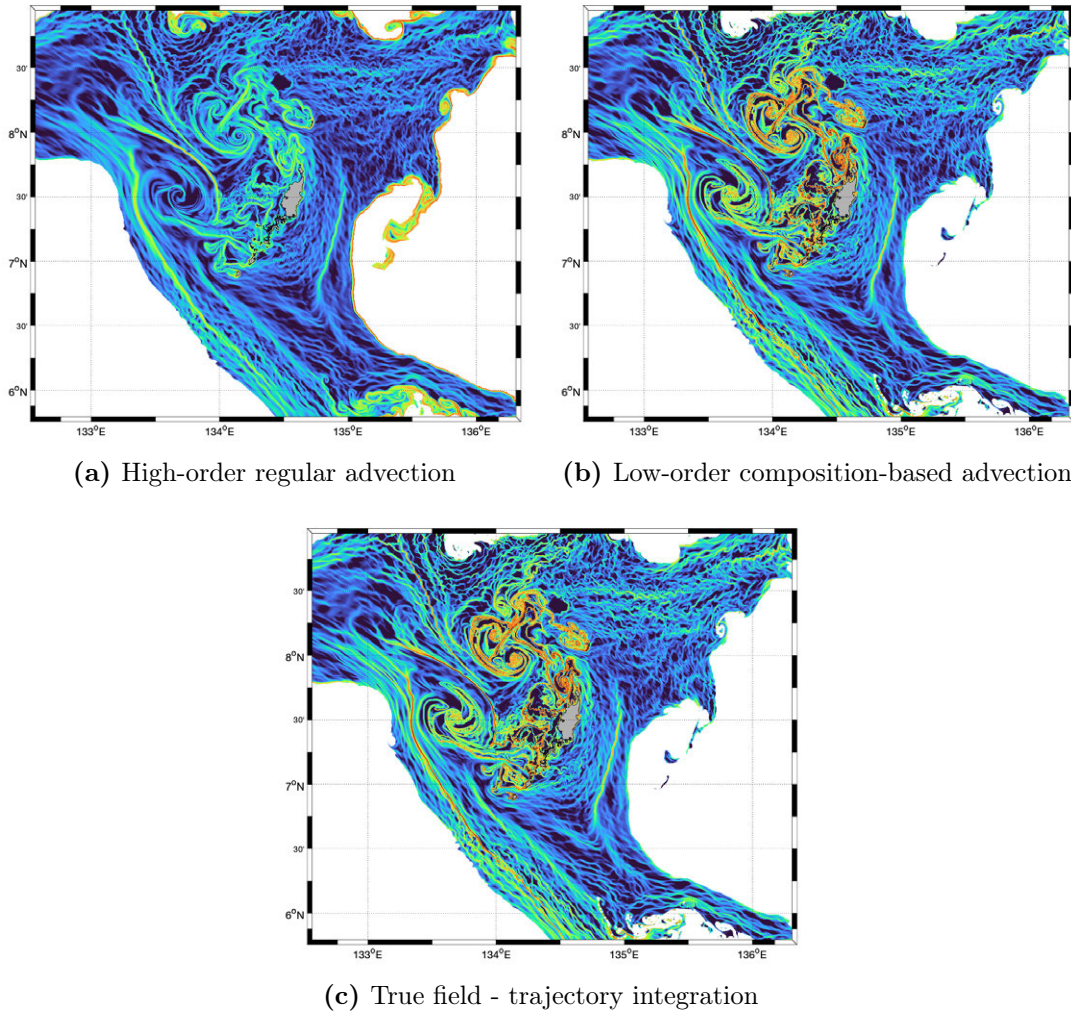 30'
8°N
30'
7°N
30'
6°N
133°E
134°E
135°E
136°E
(a) High-order regular advection
30'
8°N
30'
7°N
30'
6°N
133°E
134°E
135°E
136°E
(b) Low-order composition-based advection
30'
8°N
30'
7°N
30'
6°N
133°E
134°E
135°E
136°E
(c) True field - trajectory integration